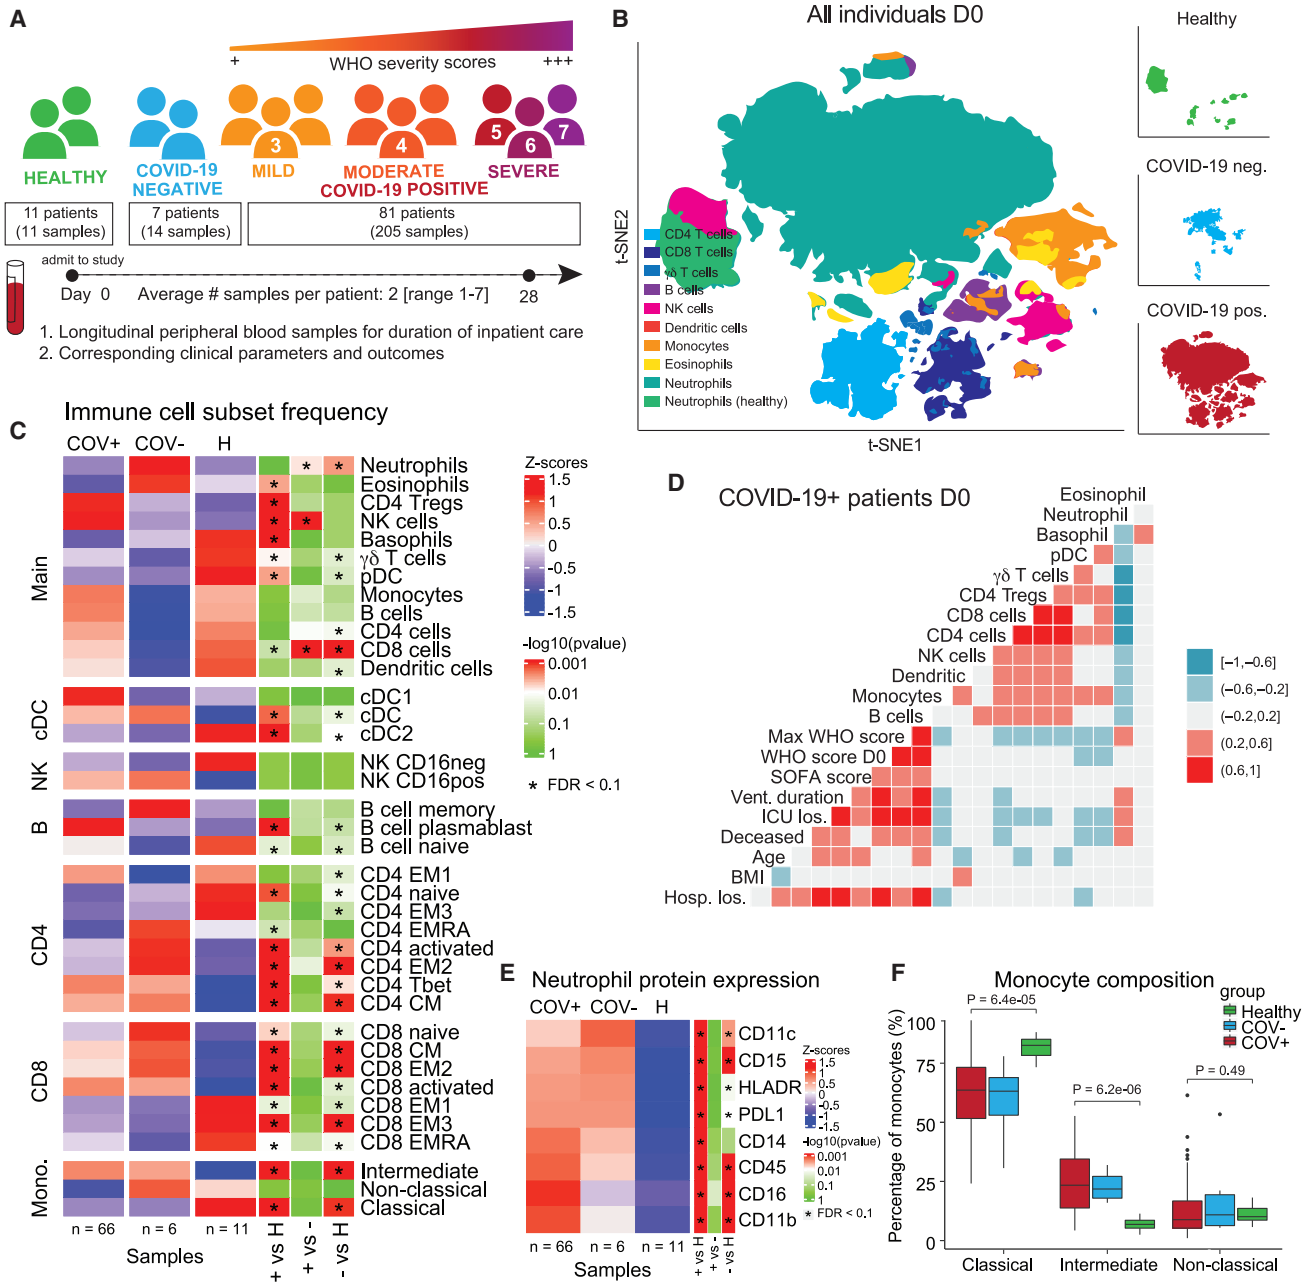 A
+
WHO severity scores
+++
3
4
5
6
7
HEALTHY
COVID-19
NEGATIVE
MILD
MODERATE
SEVERE
COVID-19 POSITIVE
11 patients
(11 samples)
7 patients
(14 samples)
81 patients
(205 samples)
admit to study
Day 0
Average # samples per patient: 2 [range 1-7]
28
1. Longitudinal peripheral blood samples for duration of inpatient care
2. Corresponding clinical parameters and outcomes
B
All individuals D0
t-SNE2
t-SNE1
CD4 T cells
CD8 T cells
γδ T cells
B cells
NK cells
Dendritic cells
Monocytes
Eosinophils
Neutrophils
Neutrophils (healthy)
Healthy
COVID-19 neg.
COVID-19 pos.
C
Immune cell subset frequency
COV+
COV-
H
Main
Neutrophils
Eosinophils
CD4 Tregs
NK cells
Basophils
γδ T cells
pDC
Monocytes
B cells
CD4 cells
CD8 cells
Dendritic cells
cDC
cDC1
cDC
cDC2
NK
NK CD16neg
NK CD16pos
B
B cell memory
B cell plasmablast
B cell naive
CD4
CD4 EM1
CD4 naive
CD4 EM3
CD4 EMRA
CD4 activated
CD4 EM2
CD4 Tbet
CD4 CM
CD8
CD8 naive
CD8 CM
CD8 EM2
CD8 activated
CD8 EM1
CD8 EM3
CD8 EMRA
Mono.
Intermediate
Non-classical
Classical
n = 66
n = 6
n = 11
Samples
+ vs H
+ vs -
- vs H
Z-scores
1.5
1
0.5
0
-0.5
-1
-1.5
-log10(pvalue)
0.001
0.01
0.1
1
* FDR < 0.1
D
COVID-19+ patients D0
Eosinophil
Neutrophil
Basophil
pDC
γδ T cells
CD4 Tregs
CD8 cells
CD4 cells
NK cells
Dendritic
Monocytes
B cells
Max WHO score
WHO score D0
SOFA score
Vent. duration
ICU los.
Deceased
Age
BMI
Hosp. los.
[-1,-0.6]
(-0.6,-0.2]
(-0.2,0.2]
(0.2,0.6]
(0.6,1]
E
Neutrophil protein expression
COV+
COV-
H
CD11c
CD15
HLADR
PDL1
CD14
CD45
CD16
CD11b
n = 66
n = 6
n = 11
Samples
+ vs H
+ vs -
- vs H
Z-scores
1.5
1
0.5
0
-0.5
-1
-1.5
-log10(pvalue)
0.001
0.01
0.1
1
* FDR < 0.1
F
Monocyte composition
group
Healthy
COV-
COV+
P = 6.4e-05
P = 6.2e-06
P = 0.49
Percentage of monocytes (%)
100
75
50
25
0
Classical
Intermediate
Non-classical